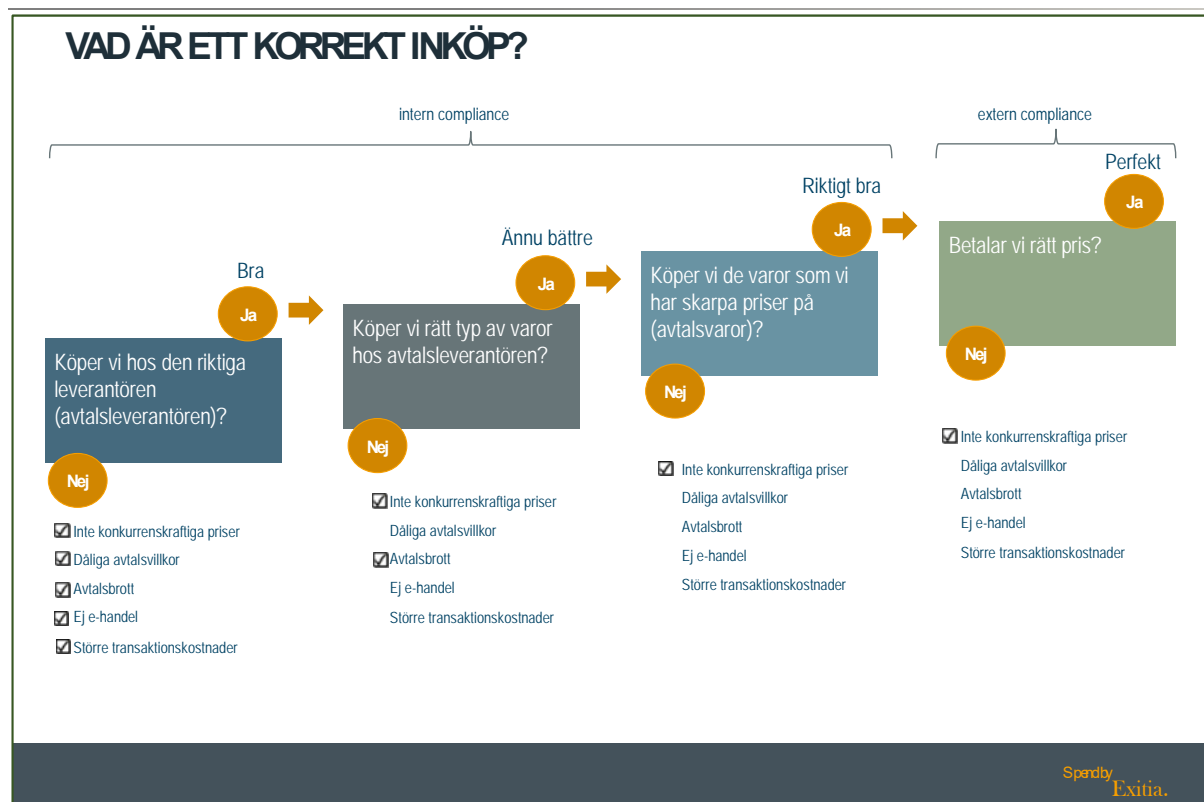 VAD ÄR ETT KORREKT INKÖP?
intern compliance
extern compliance
Bra
Ja
Köper vi hos den riktiga
leverantören
(avtalsleverantören)?
Nej
Inte konkurrenskraftiga priser
Dåliga avtalsvillkor
Avtalsbrott
Ej e-handel
Större transaktionskostnader
Ännu bättre
Ja
Köper vi rätt typ av varor
hos avtalsleverantören?
Nej
Inte konkurrenskraftiga priser
Dåliga avtalsvillkor
Avtalsbrott
Ej e-handel
Större transaktionskostnader
Riktigt bra
Ja
Köper vi de varor som vi
har skarpa priser på
(avtalsvaror)?
Nej
Inte konkurrenskraftiga priser
Dåliga avtalsvillkor
Avtalsbrott
Ej e-handel
Större transaktionskostnader
Perfekt
Ja
Betalar vi rätt pris?
Nej
Inte konkurrenskraftiga priser
Dåliga avtalsvillkor
Avtalsbrott
Ej e-handel
Större transaktionskostnader
Spend by
Exitia.